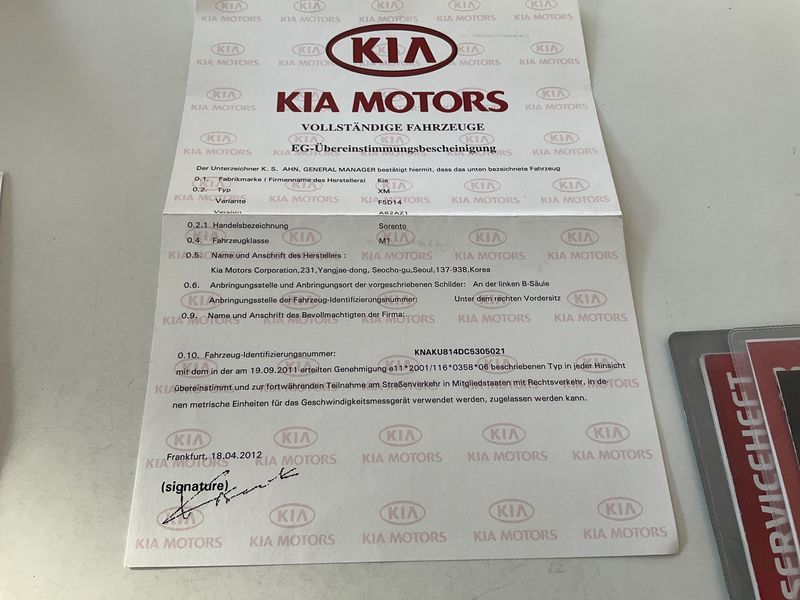 KIA
KIA MOTORS
VOLLSTÄNDIGE FAHRZEUGE
EG-Übereinstimmungsbescheinigung
Der Unterzeichner K. S. AHN, GENERAL MANAGER bestätigt hiermit, dass das unten bezeichnete Fahrzeug
0.1. Fabrikmarke ( Firmenname des Herstellers) Kia
0.2. Typ XM
Variante F5D14
Version A62AZ1
0.2.1 Handelsbezeichnung Sorento
0.4. Fahrzeugklasse M1
0.5. Name und Anschrift des Herstellers :
Kia Motors Corporation,231,Yangjae-dong, Seocho-gu,Seoul,137-938,Korea
0.6. Anbringungsstelle und Anbringungsort der vorgeschriebenen Schilder: An der linken B-Säule
Anbringungsstelle der Fahrzeug-Identifizierungsnummer: Unter dem rechten Vordersitz
0.9. Name und Anschrift des Bevollmachtigten der Firma:
0.10. Fahrzeug-Identifizierungsnummer: KNAKU814DC5305021
mit dem in der am 19.09.2011 erteilten Genehmigung e11*2001/116*0358*06 beschriebenen Typ in jeder Hinsicht
übereinstimmt und zur fortwährenden Teilnahme am Straßenverkehr in Mitgliedstaaten mit Rechtsverkehr, in de-
nen metrische Einheiten für das Geschwindigkeitsmessgerät verwendet werden, zugelassen werden kann.
Frankfurt, 18.04.2012
(signature)
SERVICEHEFT